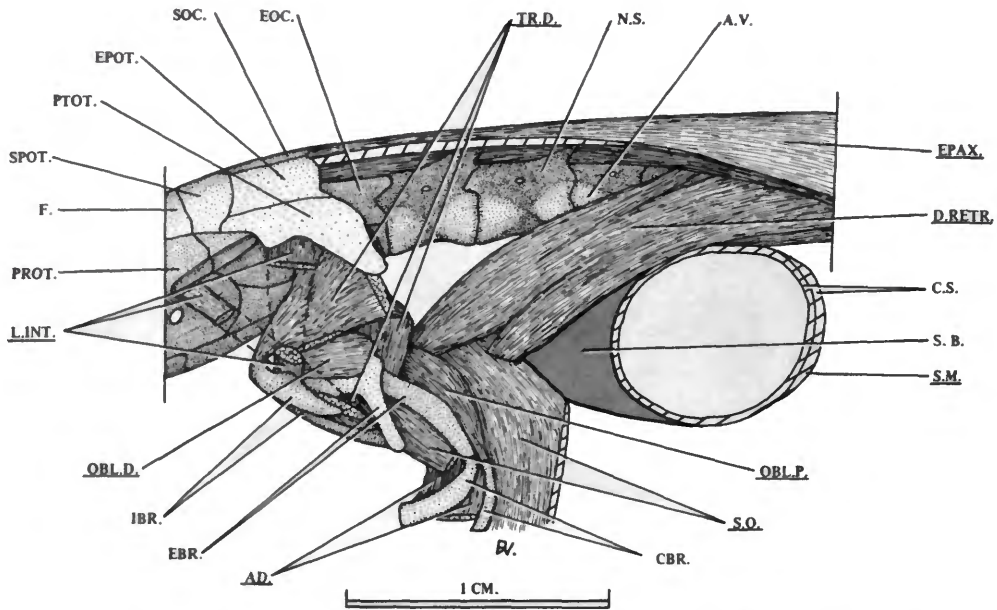 SOC.
EOC.
TR.D.
N.S.
A.V.
EPOT.
PTOT.
SPOT.
F.
PROT.
L.INT.
EPAX.
D.RETR.
C.S.
S. B.
S.M.
OBL.D.
IBR.
EBR.
AD.
OBL.P.
S.O.
CBR.
1 CM.